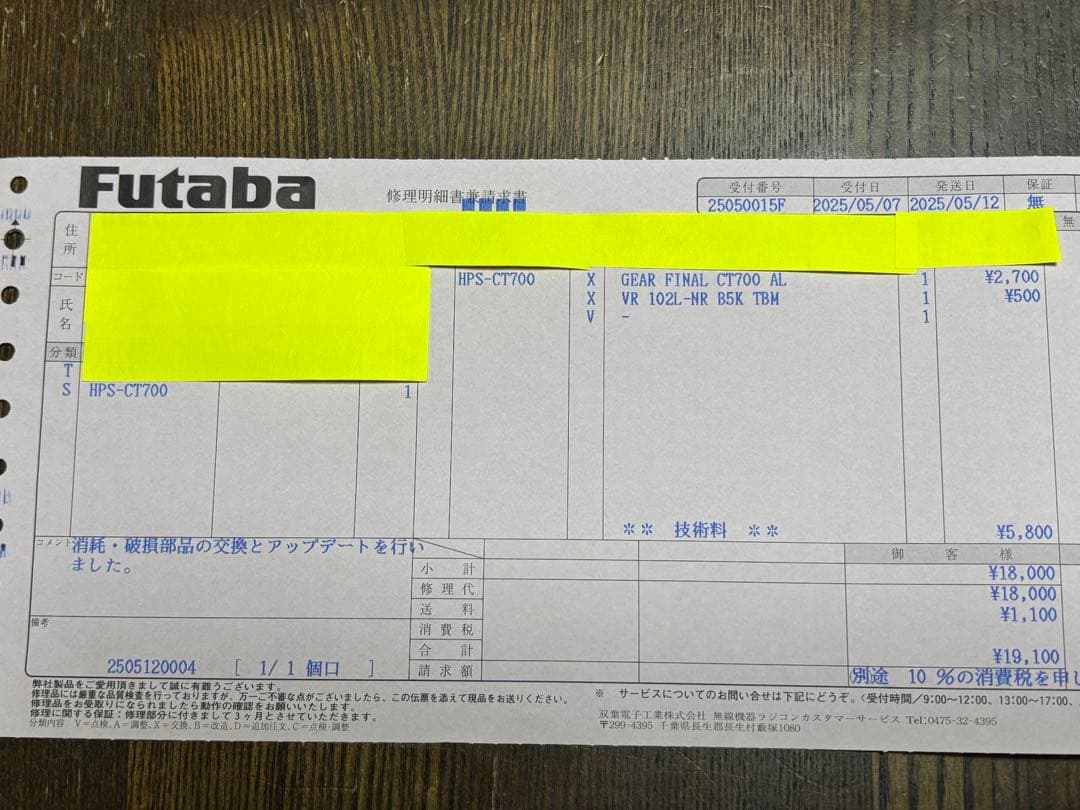 Futaba
修理明細書兼請求書
受付番号 受付日 発送日 保証
25050015F 2025/05/07 2025/05/12 無
住所
無
コード
氏名
HPS-CT700 X GEAR FINAL CT700 AL 1 ¥2,700
X VR 102L-NR B5K TBM 1 ¥500
V - 1
分類
T
S HPS-CT700 1
** 技術料 ** ¥5,800
コメント
消耗・破損部品の交換とアップデートを行い
ました。
御客様
小計 ¥18,000
修理代 ¥18,000
送料 ¥1,100
消費税
合計 ¥19,100
請求額 別途 10 %の消費税を申し
備考
2505120004 [ 1/ 1 個口 ]
弊社製品をご愛用頂きまして誠に有難うございます。
修理品には厳重な品質検査を行っておりますが、万一ご不審な点がございましたら、この伝票を添えて現品をお送りください。
修理品をお受取りになられましたら動作の確認をお願いいたします。
修理に関する保証:修理部分に付きまして3ヶ月とさせていただきます。
分類内容 V=点検、A=調整、X=交換、B=改造、D=追加注文、C=点検・調整
※ サービスについてのお問い合せは下記にどうぞ。〈受付時間/9:00~12:00、13:00~17:00、
双葉電子工業株式会社 無線機器ラジコンカスタマーサービス Tel:0475-32-4395
〒299-4395 千葉県長生郡長生村藪塚1080